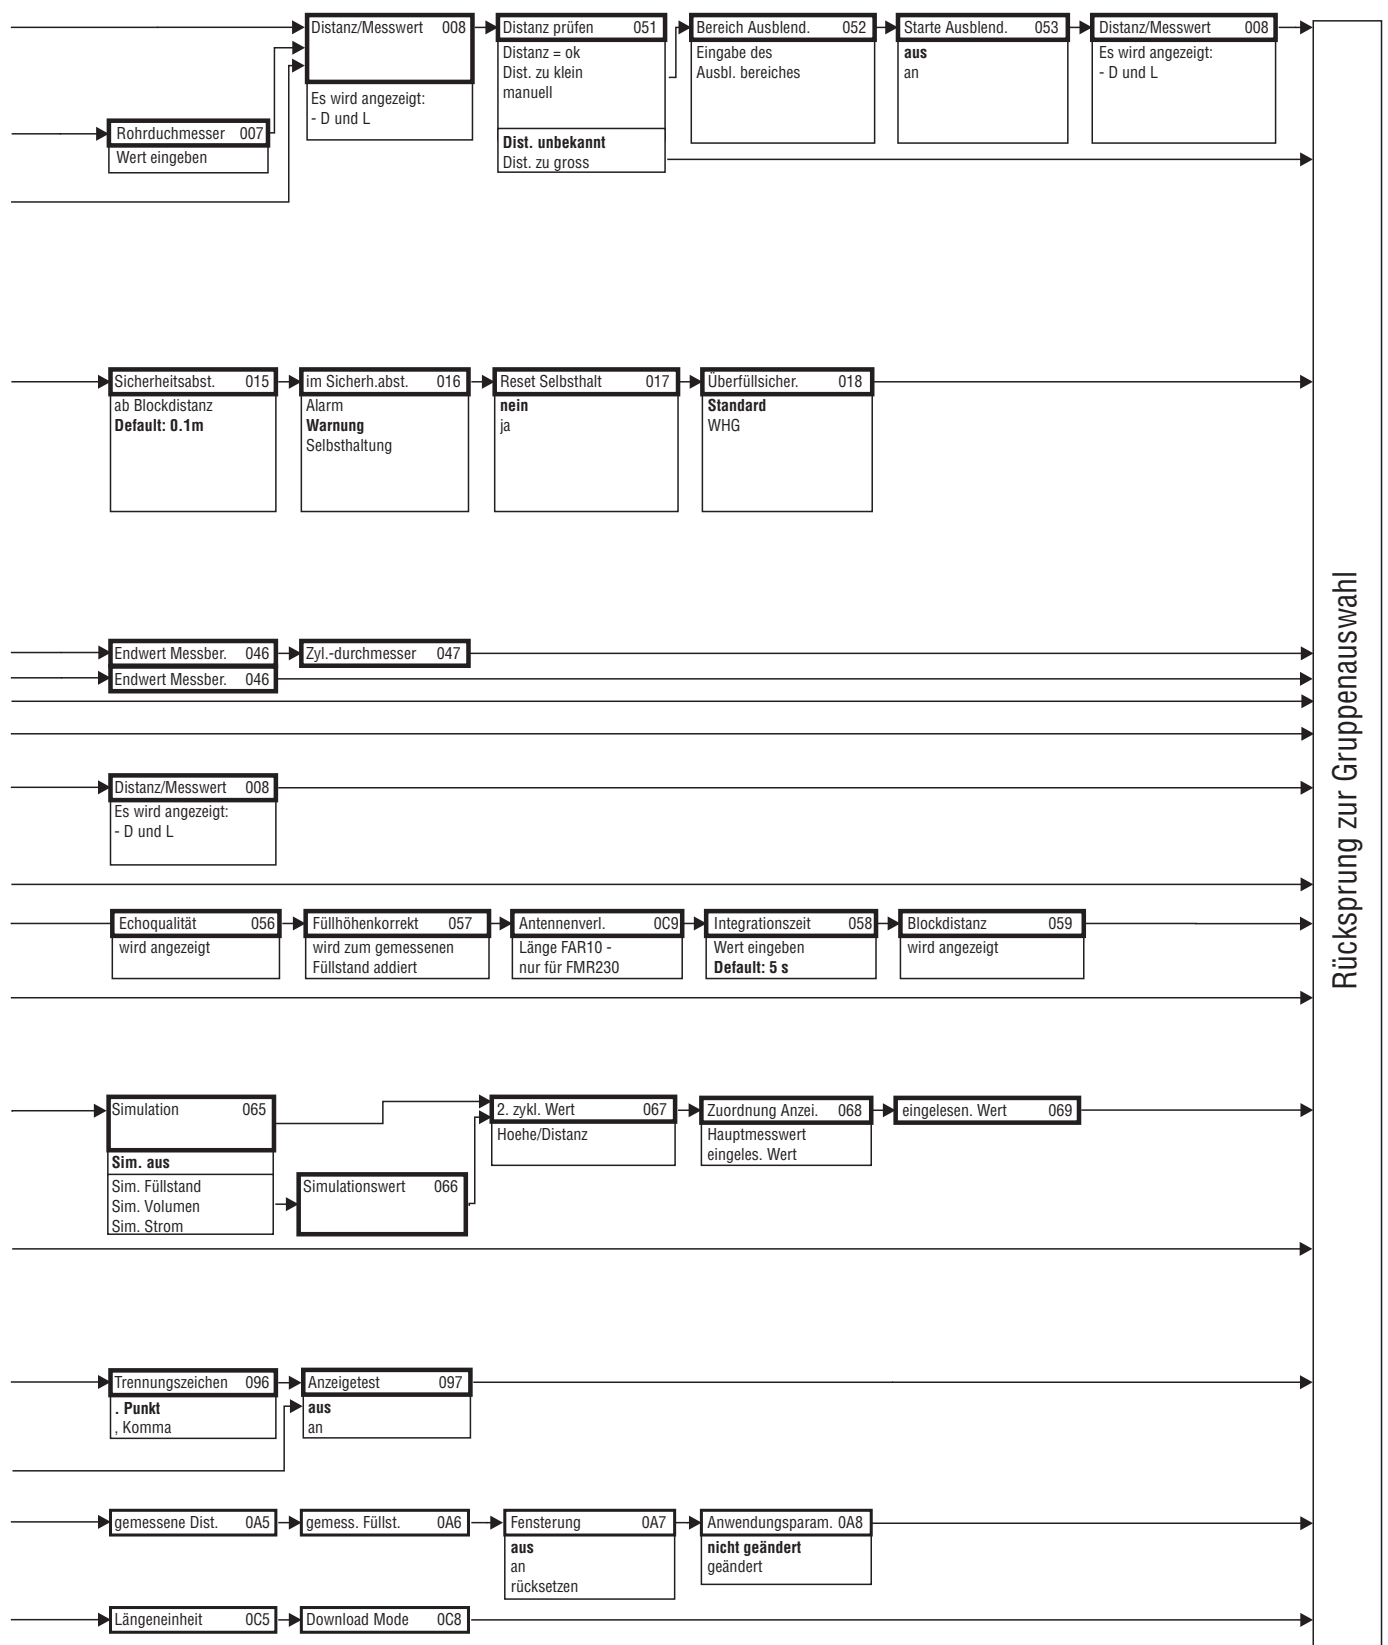 Distanz/Messwert 008
Es wird angezeigt:
- D und L
Distanz prüfen 051
Distanz = ok
Dist. zu klein
manuell
Dist. unbekannt
Dist. zu gross
Bereich Ausblend. 052
Eingabe des
Ausbl. bereiches
Starte Ausblend. 053
aus
an
Distanz/Messwert 008
Es wird angezeigt:
- D und L
Rohrduchmesser 007
Wert eingeben
Sicherheitsabst. 015
ab Blockdistanz
Default: 0.1m
im Sicherh.abst. 016
Alarm
Warnung
Selbsthaltung
Reset Selbsthalt 017
nein
ja
Überfüllsicher. 018
Standard
WHG
Endwert Messber. 046
Zyl.-durchmesser 047
Endwert Messber. 046
Distanz/Messwert 008
Es wird angezeigt:
- D und L
Echoqualität 056
wird angezeigt
Füllhöhenkorrekt 057
wird zum gemessenen
Füllstand addiert
Antennenverl. 0C9
Länge FAR10 -
nur für FMR230
Integrationszeit 058
Wert eingeben
Default: 5 s
Blockdistanz 059
wird angezeigt
Simulation 065
Sim. aus
Sim. Füllstand
Sim. Volumen
Sim. Strom
Simulationswert 066
2. zykl. Wert 067
Hoehe/Distanz
Zuordnung Anzei. 068
Hauptmesswert
eingeles. Wert
eingelesen. Wert 069
Trennungszeichen 096
. Punkt
, Komma
Anzeigetest 097
aus
an
gemessene Dist. 0A5
gemess. Füllst. 0A6
Fensterung 0A7
aus
an
rücksetzen
Anwendungsparam. 0A8
nicht geändert
geändert
Längeneinheit 0C5
Download Mode 0C8
Rücksprung zur Gruppenauswahl